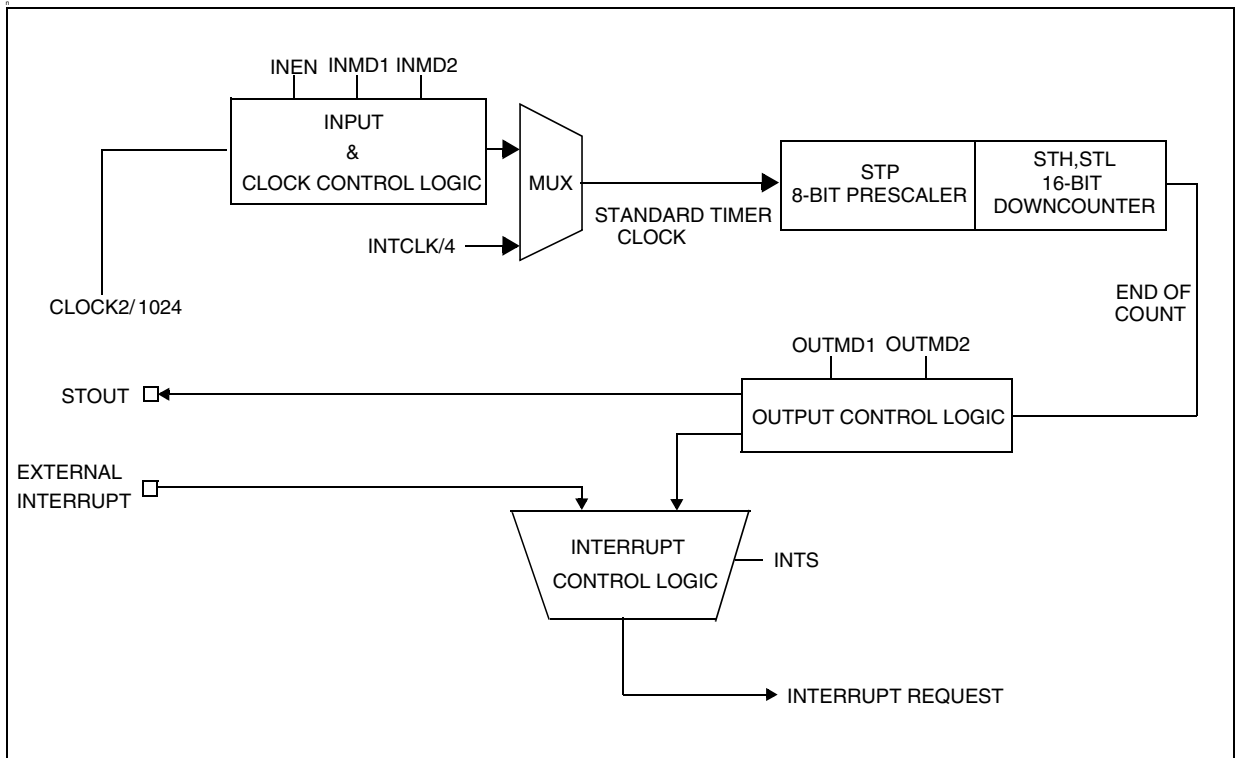 n
INEN INMD1 INMD2
INPUT
&
CLOCK CONTROL LOGIC
MUX
INTCLK/4
CLOCK2/1024
STANDARD TIMER
CLOCK
STP
8-BIT PRESCALER
STH,STL
16-BIT
DOWNCOUNTER
END OF
COUNT
OUTMD1 OUTMD2
OUTPUT CONTROL LOGIC
STOUT
EXTERNAL
INTERRUPT
INTERRUPT
CONTROL LOGIC
INTS
INTERRUPT REQUEST